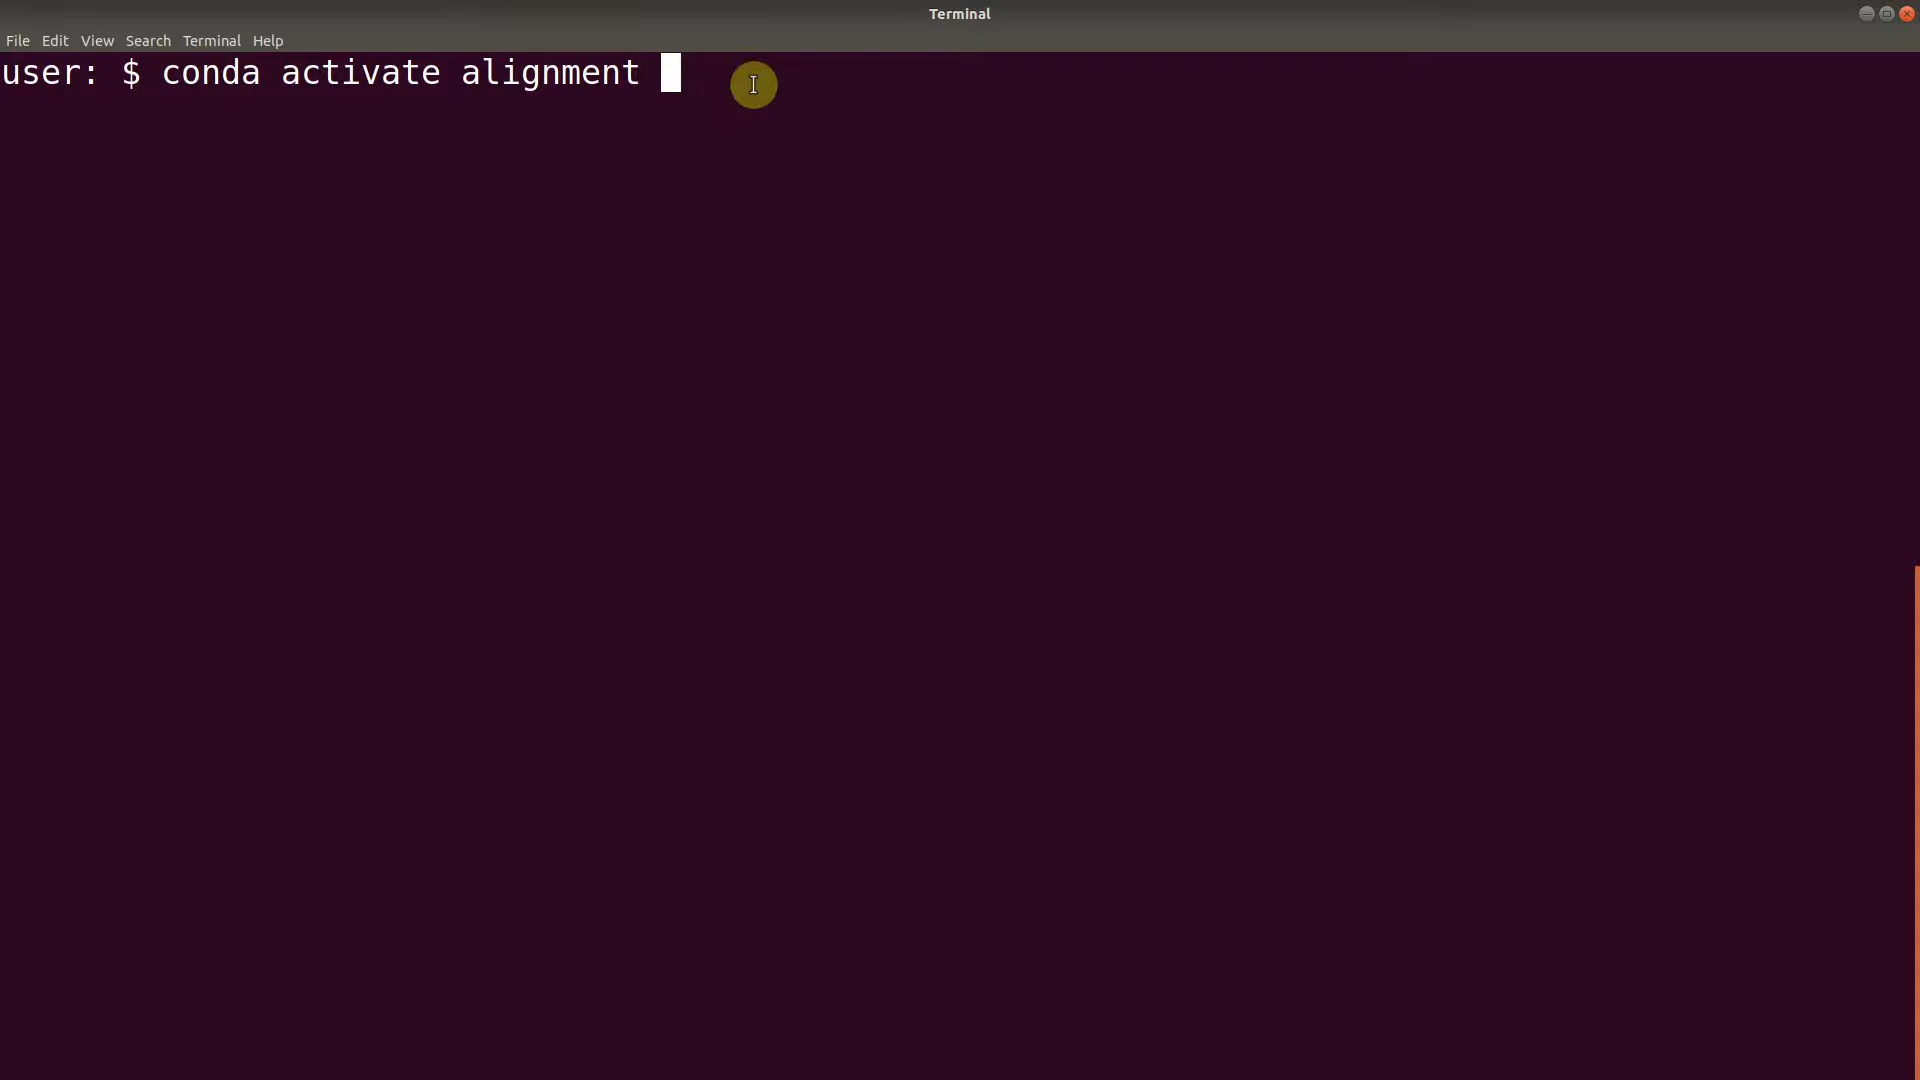 Terminal
File Edit View Search Terminal Help
user: $ conda activate alignment